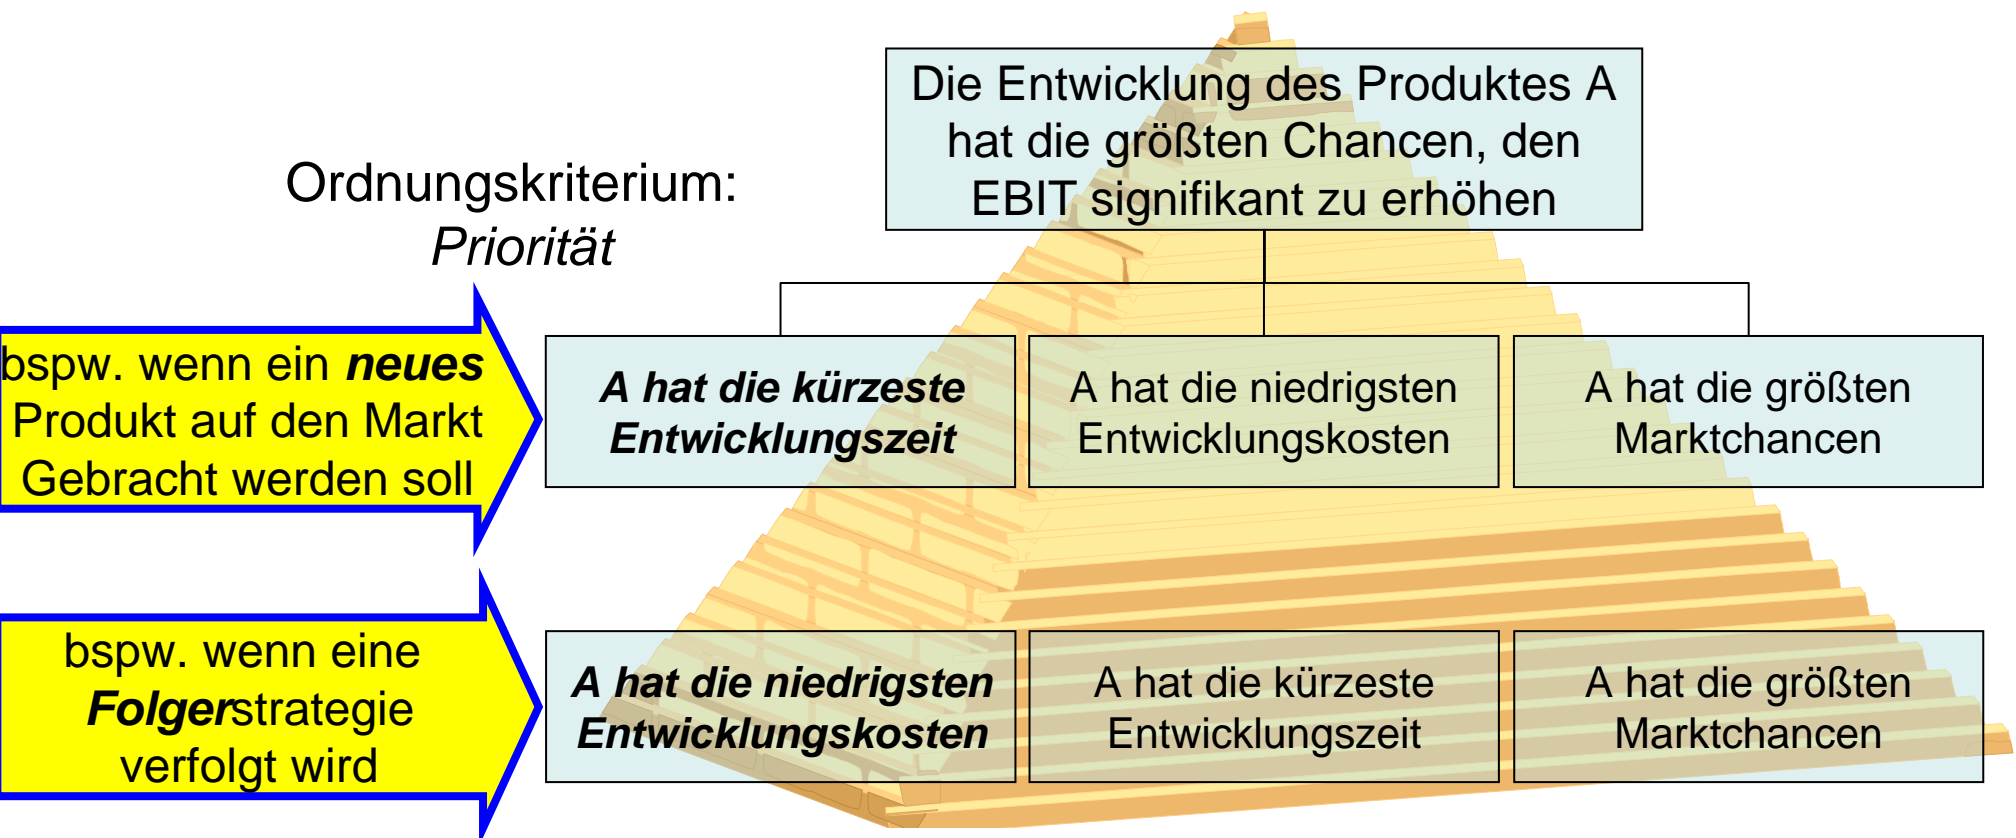 Die Entwicklung des Produktes A
hat die größten Chancen, den
EBIT signifikant zu erhöhen
Ordnungskriterium:
Priorität
bspw. wenn ein neues
Produkt auf den Markt
Gebracht werden soll
A hat die kürzeste
Entwicklungszeit
A hat die niedrigsten
Entwicklungskosten
A hat die größten
Marktchancen
bspw. wenn eine
Folgerstrategie
verfolgt wird
A hat die niedrigsten
Entwicklungskosten
A hat die kürzeste
Entwicklungszeit
A hat die größten
Marktchancen